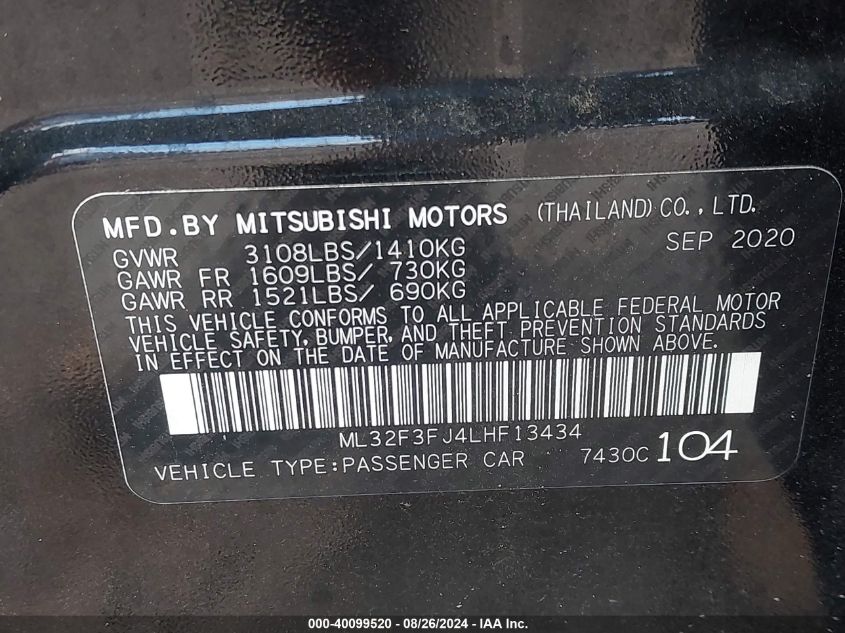 MFD.BY MITSUBISHI MOTORS (THAILAND) CO., LTD.
SEP 2020
GVWR 3108LBS/1410KG
GAWR FR 1609LBS/ 730KG
GAWR RR 1521LBS/ 690KG
THIS VEHICLE CONFORMS TO ALL APPLICABLE FEDERAL MOTOR
VEHICLE SAFETY, BUMPER, AND THEFT PREVENTION STANDARDS
IN EFFECT ON THE DATE OF MANUFACTURE SHOWN ABOVE.
ML32F3FJ4LHF13434
VEHICLE TYPE:PASSENGER CAR 7430C 104
000-40099520 - 08/26/2024 - IAA Inc.